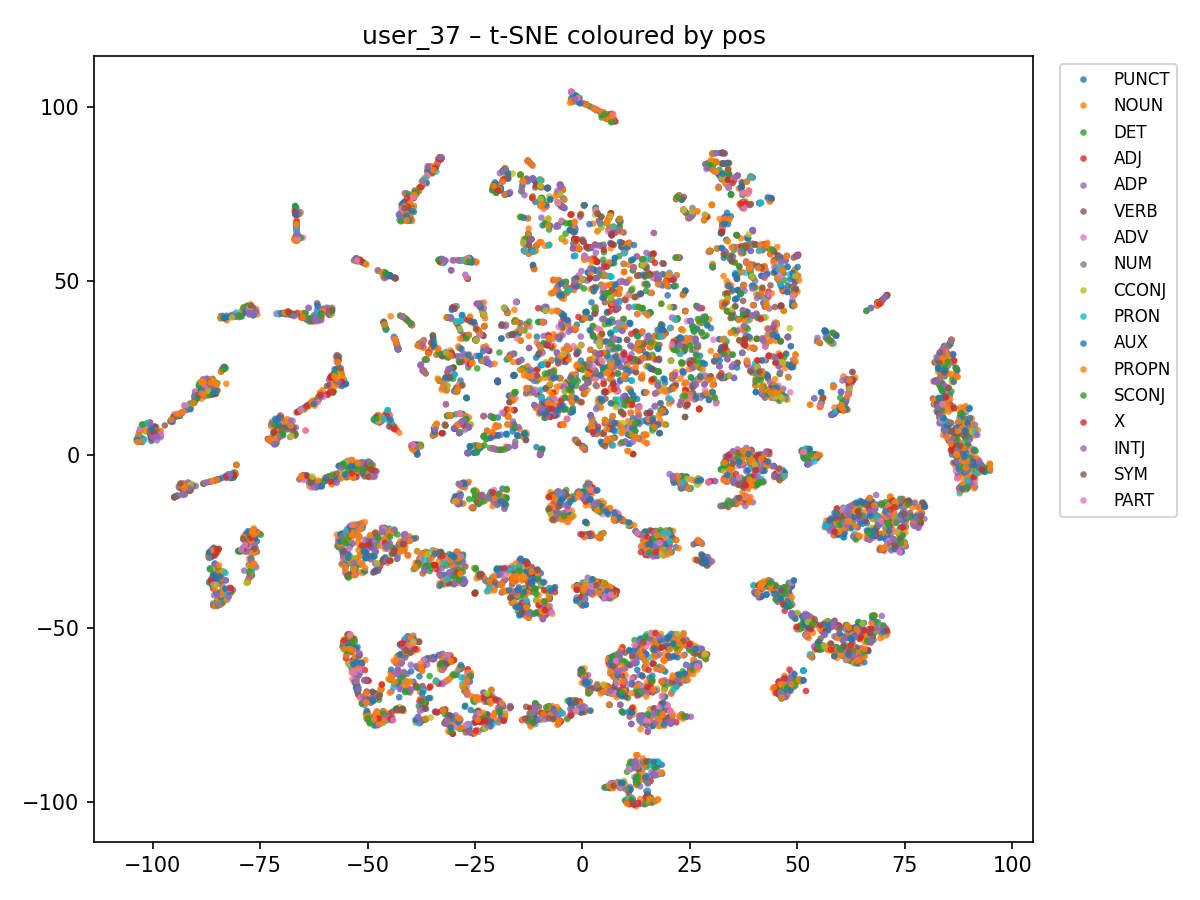 user_37 – t-SNE coloured by pos
100
50
0
−50
−100
−100
−75
−50
−25
0
25
50
75
100
PUNCT
NOUN
DET
ADJ
ADP
VERB
ADV
NUM
CCONJ
PRON
AUX
PROPN
SCONJ
X
INTJ
SYM
PART